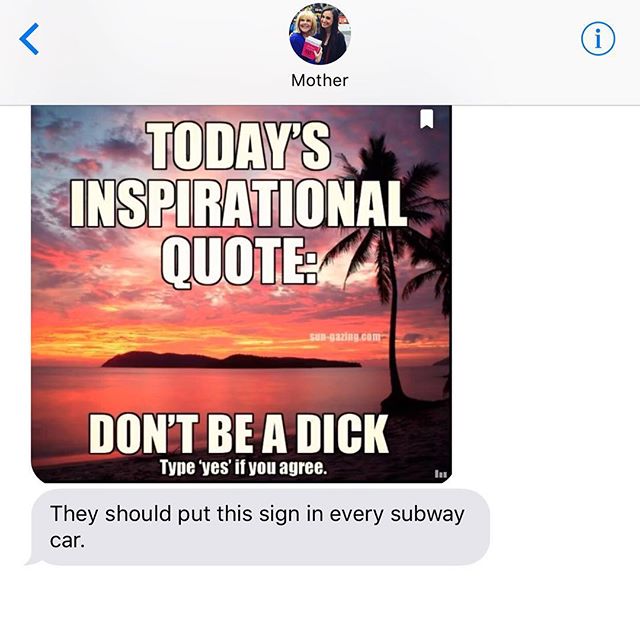 Mother
TODAY'S
INSPIRATIONAL
QUOTE:
sun-gazing.com
DON'T BE A DICK
Type 'yes' if you agree.
They should put this sign in every subway
car.